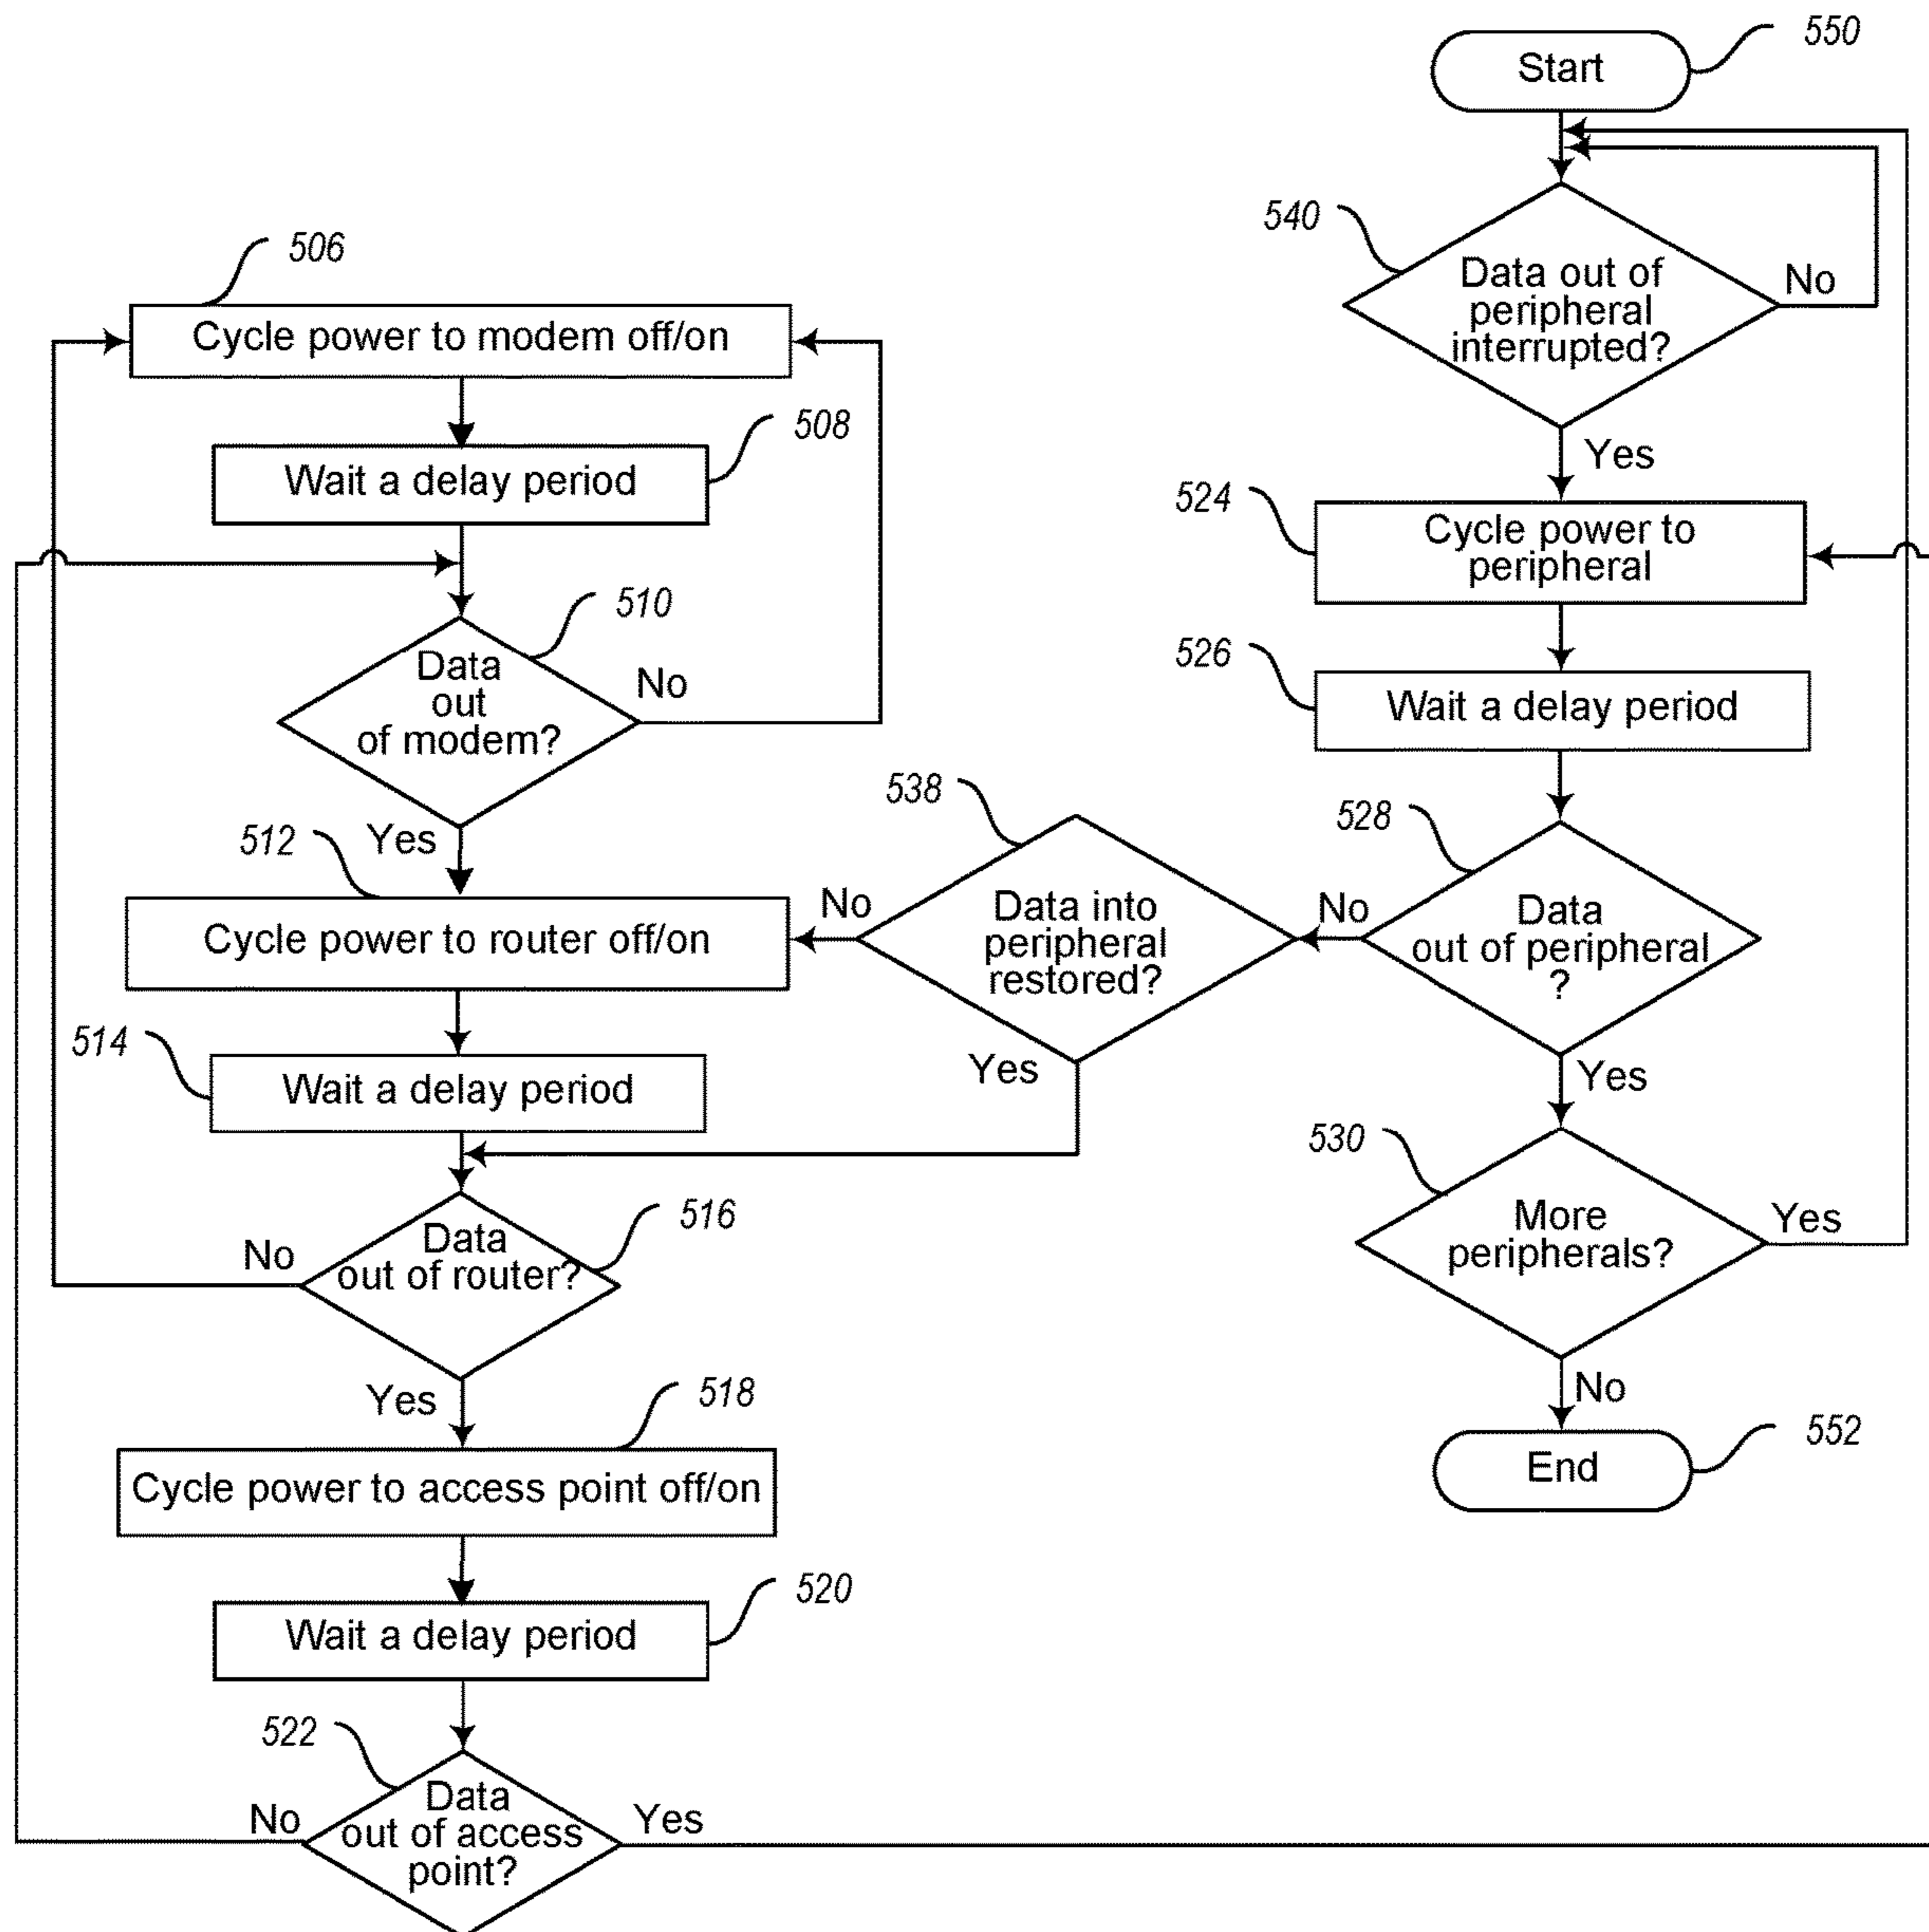 550
Start
540
Data out of
peripheral
interrupted?
No
Yes
506
Cycle power to modem off/on
508
Wait a delay period
510
Data
out
of modem?
No
Yes
524
Cycle power to
peripheral
526
Wait a delay period
528
Data
out of peripheral
?
No
Yes
538
Data into
peripheral
restored?
No
Yes
512
Cycle power to router off/on
514
Wait a delay period
516
Data
out of router?
No
Yes
530
More
peripherals?
Yes
No
552
End
518
Cycle power to access point off/on
520
Wait a delay period
522
Data
out of access
point?
No
Yes